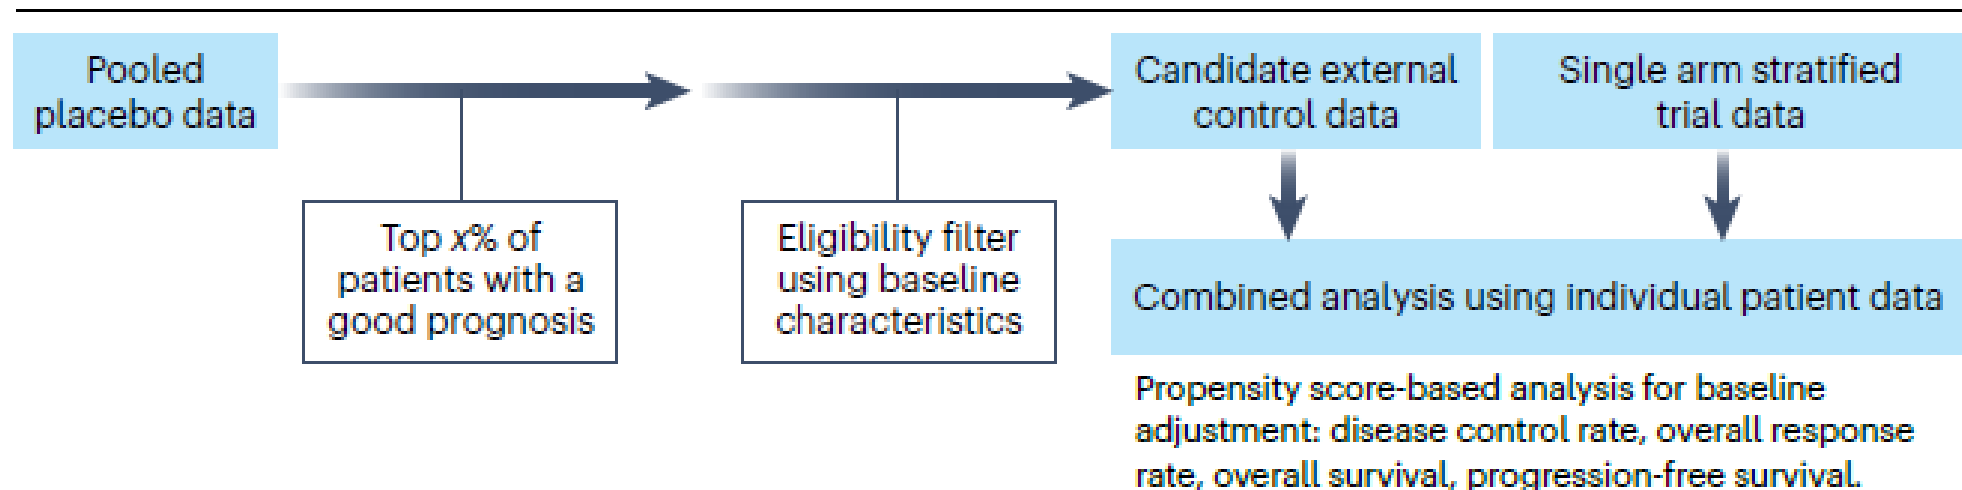 Pooled
placebo data
Top x% of
patients with a
good prognosis
Eligibility filter
using baseline
characteristics
Candidate external
control data
Single arm stratified
trial data
Combined analysis using individual patient data
Propensity score-based analysis for baseline
adjustment: disease control rate, overall response
rate, overall survival, progression-free survival.